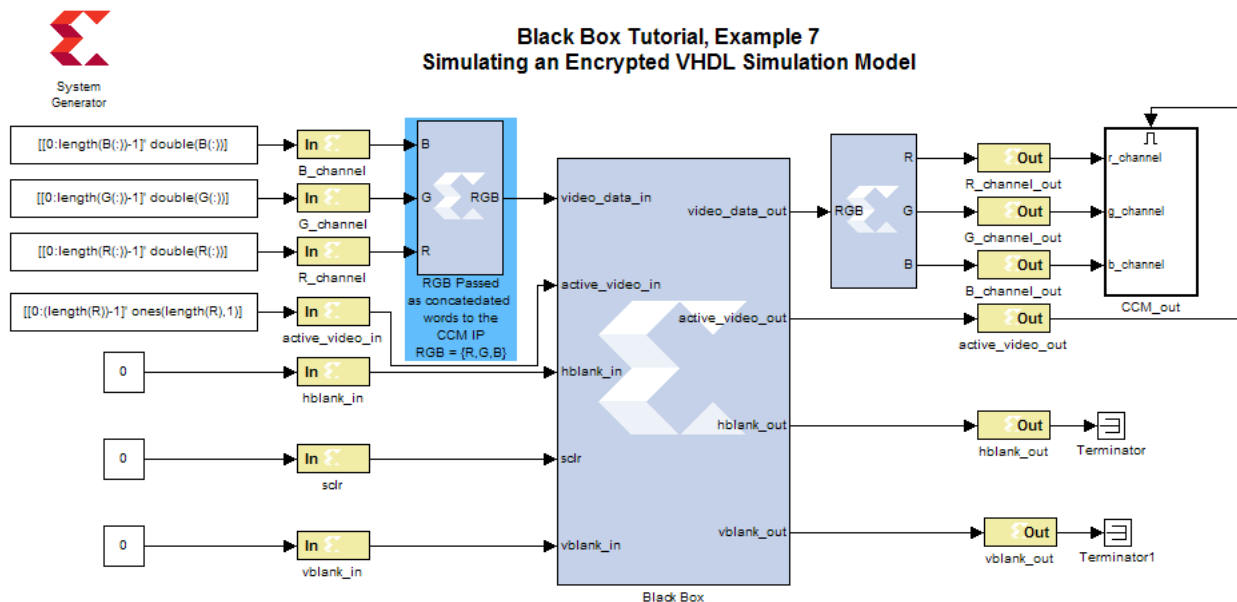 Black Box Tutorial, Example 7
Simulating an Encrypted VHDL Simulation Model
System
Generator
[[0:length(B(:))-1]' double(B(:))]
In
B_channel
[[0:length(G(:))-1]' double(G(:))]
In
G_channel
[[0:length(R(:))-1]' double(R(:))]
In
R_channel
[[0:(length(R))-1]' ones(length(R),1)]
In
active_video_in
0
In
hblank_in
0
In
sclr
0
In
vblank_in
B
G
RGB
R
RGB Passed
as concatedated
words to the
CCM IP
RGB = {R,G,B}
video_data_in
active_video_in
hblank_in
sclr
vblank_in
video_data_out
active_video_out
hblank_out
vblank_out
Black Box
RGB
R
G
B
Out
R_channel_out
Out
G_channel_out
Out
B_channel_out
Out
active_video_out
Out
hblank_out
Out
vblank_out
r_channel
g_channel
b_channel
CCM_out
Terminator
Terminator1